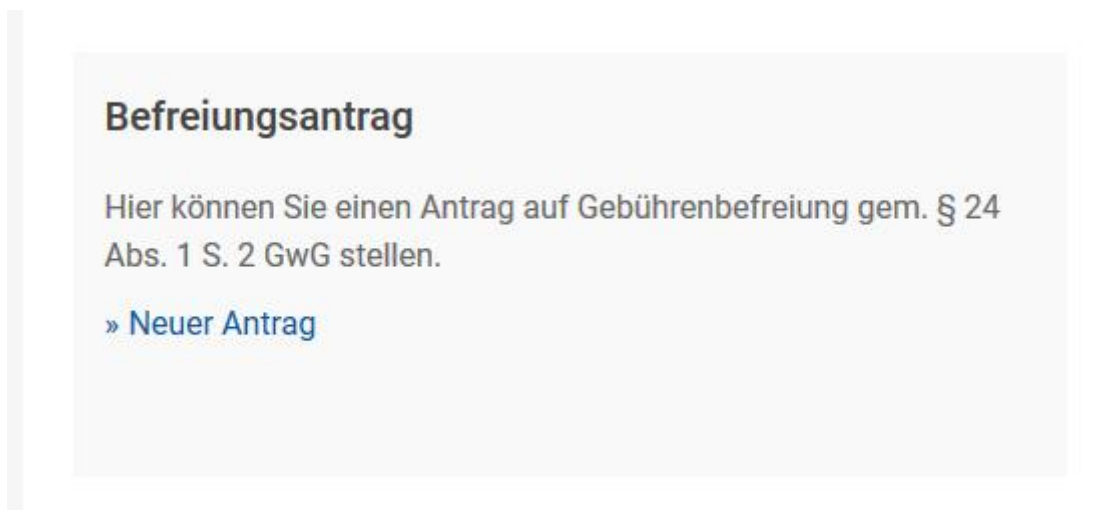 Befreiungsantrag
Hier können Sie einen Antrag auf Gebührenbefreiung gem. § 24
Abs. 1 S. 2 GwG stellen.
» Neuer Antrag